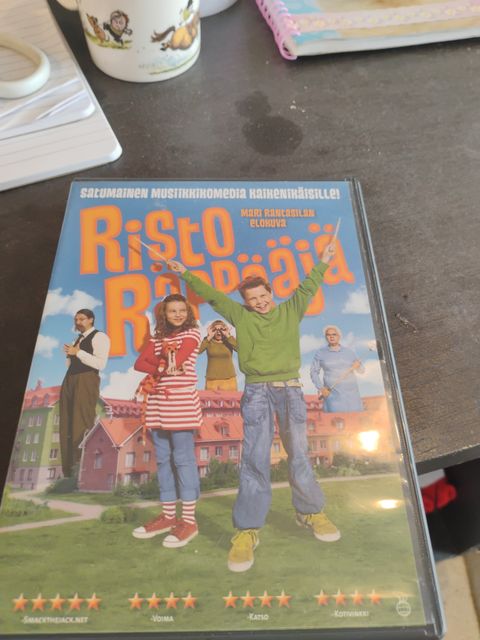 SATUMAINEN MUSIIKKIKOMEDIA KAIKENIKÄISILLE!
RISTO
RÄPPÄÄJÄ
MARI RANTASILAN
ELOKUVA
★★★★★
-SMACKTHEJACK.NET
★★★★
-VOIMA
★★★★
-KATSO
★★★★
-KOTIVINKKI